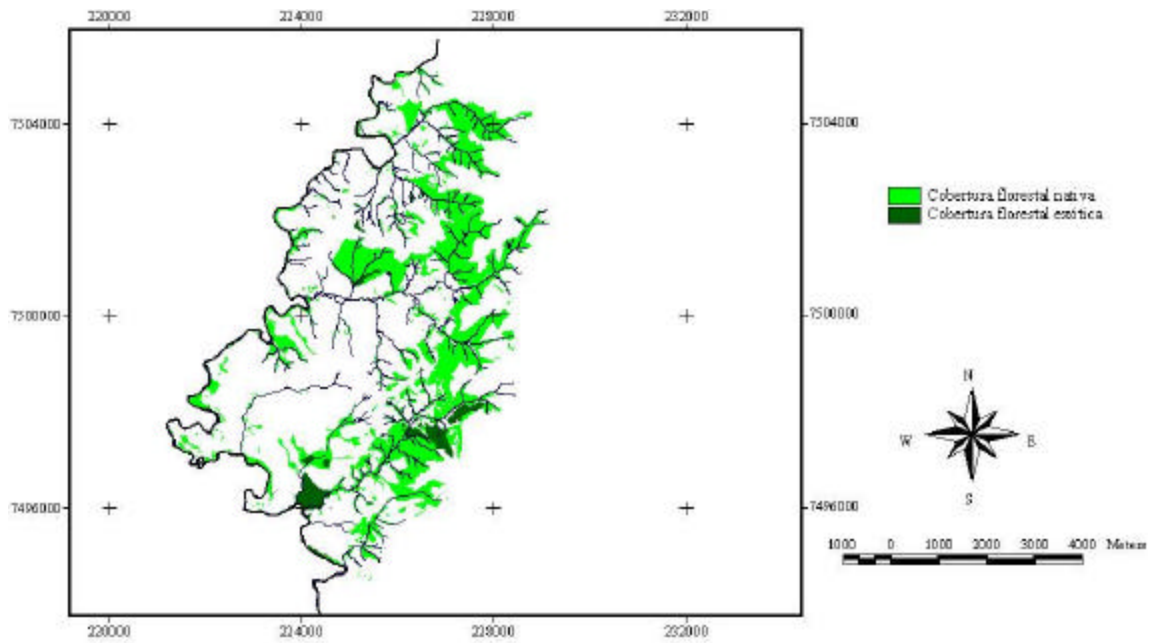 220000 224000 228000 232000
7504000 7504000
Cobertura florestal nativa
Cobertura florestal exótica
7500000 7500000
N
W E
S
7496000 7496000
1000 0 1000 2000 3000 4000 Meters
220000 224000 228000 232000